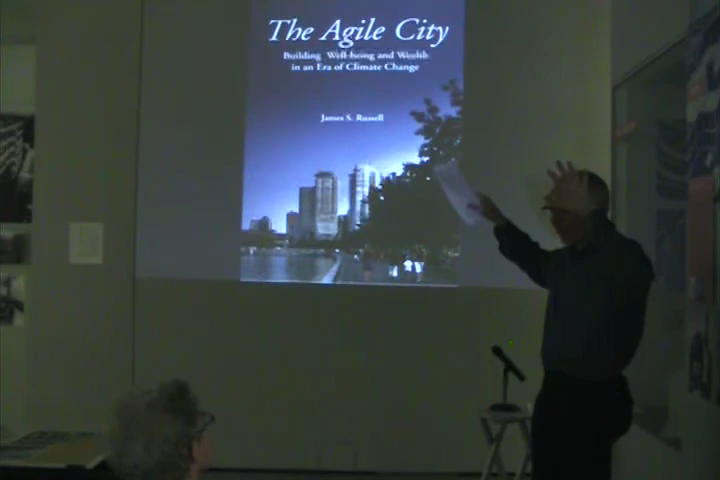 The Agile City
Building Well-being and Wealth
in an Era of Climate Change
James S. Russell